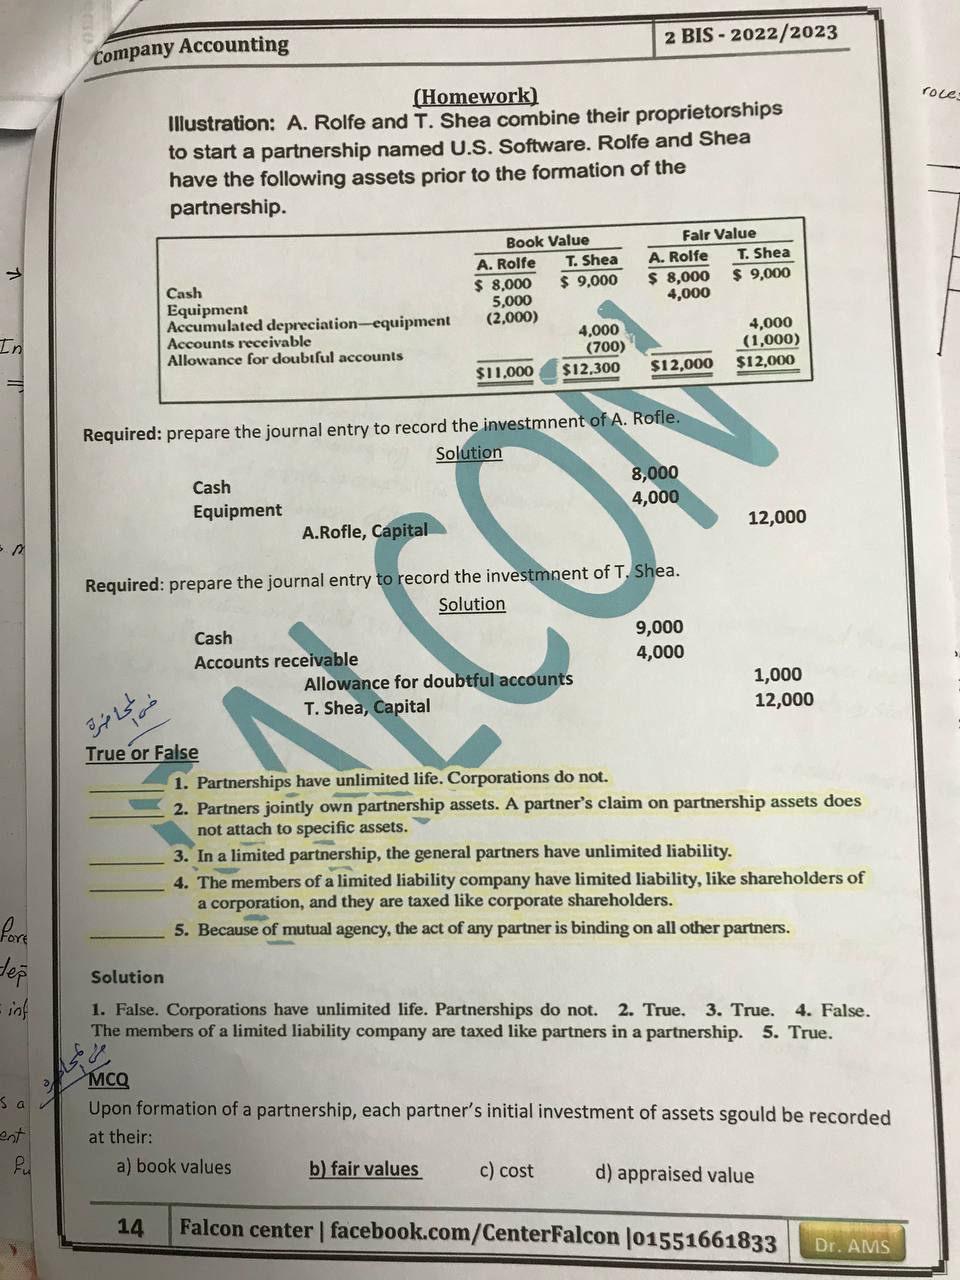 Company Accounting
2 BIS - 2022/2023
roces
(Homework)
Illustration: A. Rolfe and T. Shea combine their proprietorships
to start a partnership named U.S. Software. Rolfe and Shea
have the following assets prior to the formation of the
partnership.
Book Value Fair Value
A. Rolfe T. Shea A. Rolfe T. Shea
Cash $ 8,000 $ 9,000 $ 8,000 $ 9,000
Equipment 5,000 4,000
Accumulated depreciation—equipment (2,000)
Accounts receivable 4,000 4,000
Allowance for doubtful accounts (700) (1,000)
$11,000 $12,300 $12,000 $12,000
In
Required: prepare the journal entry to record the investmnent of A. Rofle.
Solution
Cash 8,000
Equipment 4,000
A.Rofle, Capital 12,000
Required: prepare the journal entry to record the investmnent of T. Shea.
Solution
Cash 9,000
Accounts receivable 4,000
Allowance for doubtful accounts 1,000
T. Shea, Capital 12,000
ALCON
True or False
1. Partnerships have unlimited life. Corporations do not.
2. Partners jointly own partnership assets. A partner's claim on partnership assets does
not attach to specific assets.
3. In a limited partnership, the general partners have unlimited liability.
4. The members of a limited liability company have limited liability, like shareholders of
a corporation, and they are taxed like corporate shareholders.
5. Because of mutual agency, the act of any partner is binding on all other partners.
Solution
1. False. Corporations have unlimited life. Partnerships do not. 2. True. 3. True. 4. False.
The members of a limited liability company are taxed like partners in a partnership. 5. True.
MCQ
Upon formation of a partnership, each partner's initial investment of assets sgould be recorded
at their:
a) book values b) fair values c) cost d) appraised value
14 Falcon center | facebook.com/CenterFalcon |01551661833 Dr. AMS